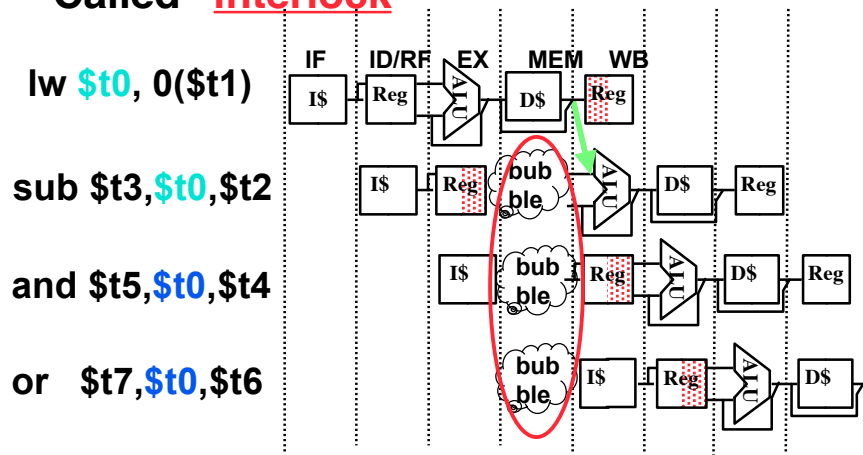 Called "interlock"
IF ID/RF EX MEM WB
lw $t0, 0($t1)
I$ Reg ALU D$ Reg
sub $t3,$t0,$t2
I$ Reg bub ble ALU D$ Reg
and $t5,$t0,$t4
I$ bub ble Reg ALU D$ Reg
or $t7,$t0,$t6
bub ble I$ Reg ALU D$